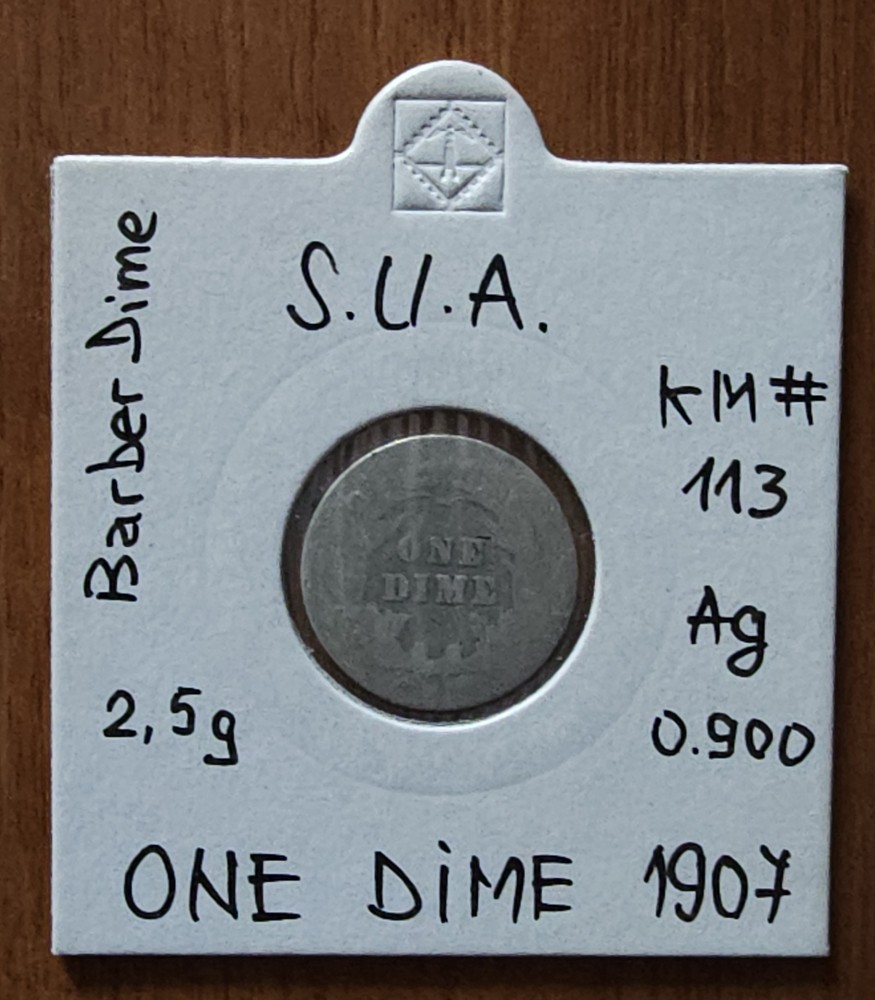 S.U.A.
Barber Dime
KM#
113
ONE
DIME
Ag
0.900
2,5g
ONE DiME 1907